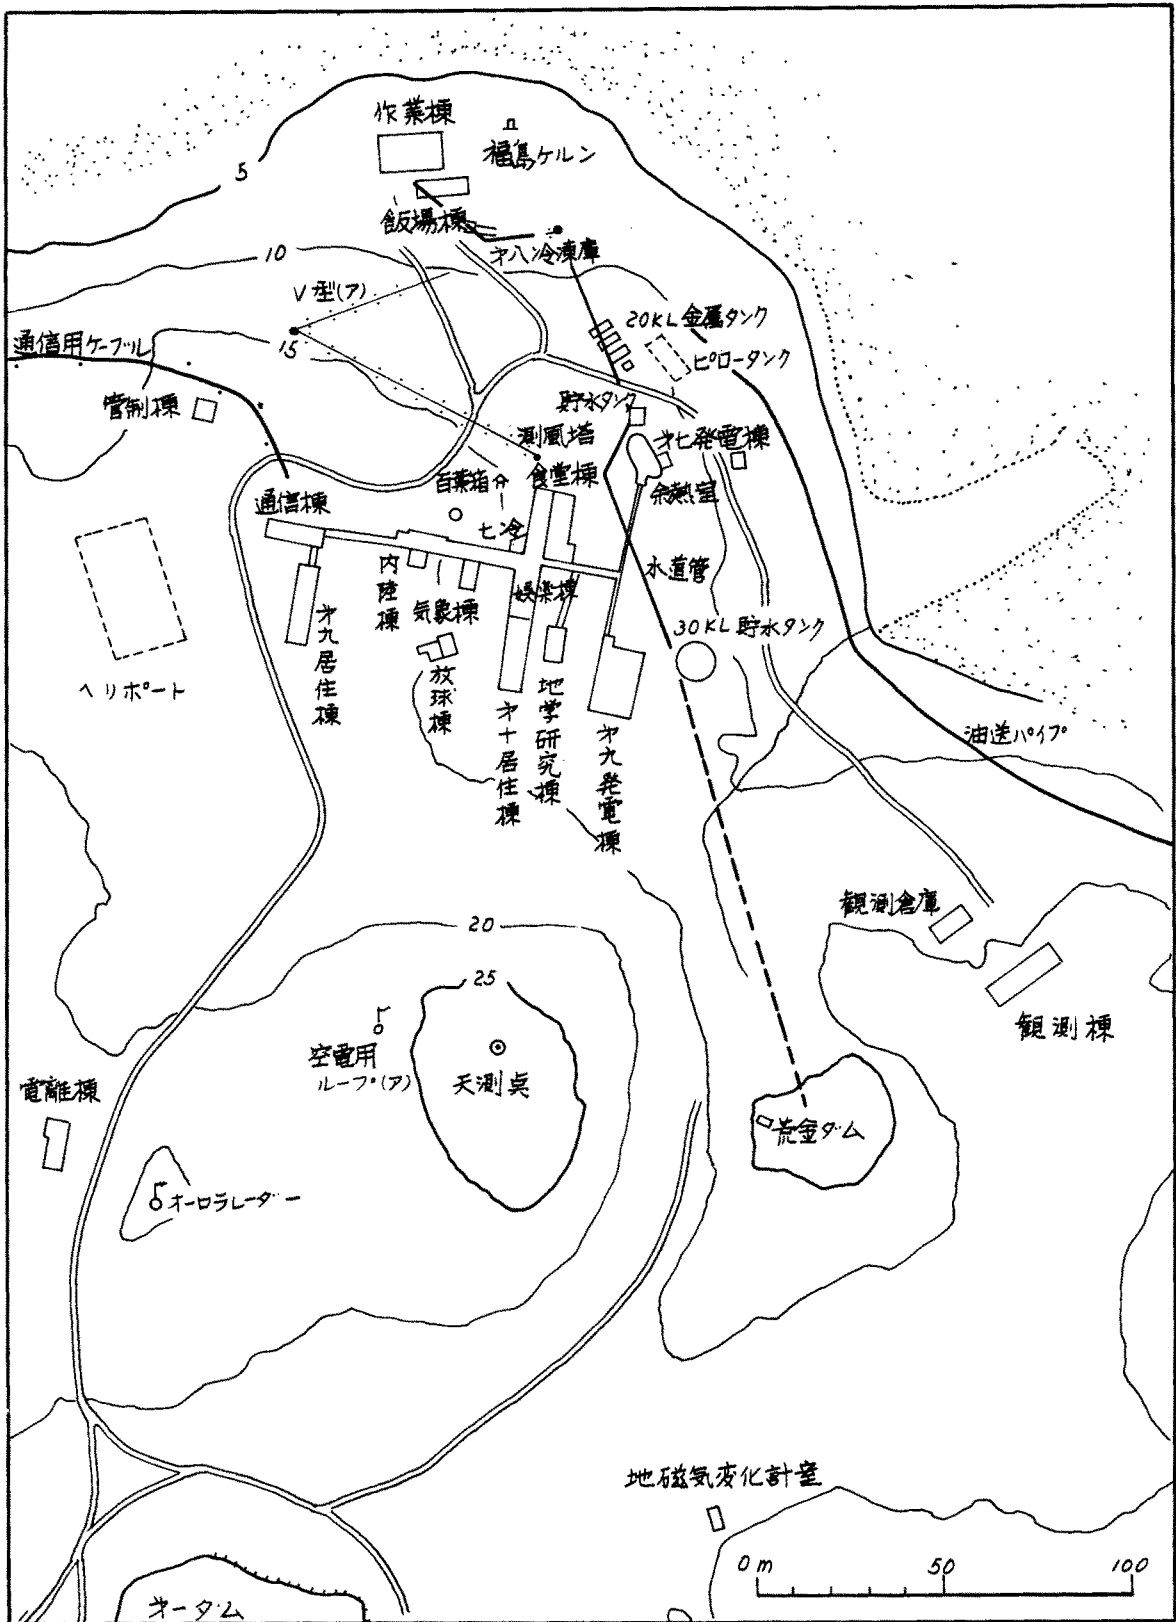 作業棟
福島ケルン
5
飯場棟
才八冷凍庫
10
V型(ア)
20KL金属タンク
通信用ケーブル
15
ピロータンク
管制棟
貯水タンク
測風塔
才七発電棟
百葉箱
食堂棟
余熱室
通信棟
七冷
内陸棟
娯楽棟
水道管
気象棟
才九居住棟
30KL貯水タンク
放球棟
ヘリポート
地学研究棟
才十居住棟
才九発電棟
油送パイプ
観測倉庫
20
25
観測棟
空電用
ループ(ア)
天測点
電離棟
荒金ダム
オーロラレーダー
地磁気変化計室
0m 50 100
才一ダム